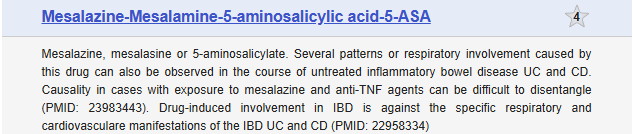 Mesalazine-Mesalamine-5-aminosalicylic acid-5-ASA
4
Mesalazine, mesalasine or 5-aminosalicylate. Several patterns or respiratory involvement caused by
this drug can also be observed in the course of untreated inflammatory bowel disease UC and CD.
Causality in cases with exposure to mesalazine and anti-TNF agents can be difficult to disentangle
(PMID: 23983443). Drug-induced involvement in IBD is against the specific respiratory and
cardiovasculare manifestations of the IBD UC and CD (PMID: 22958334)